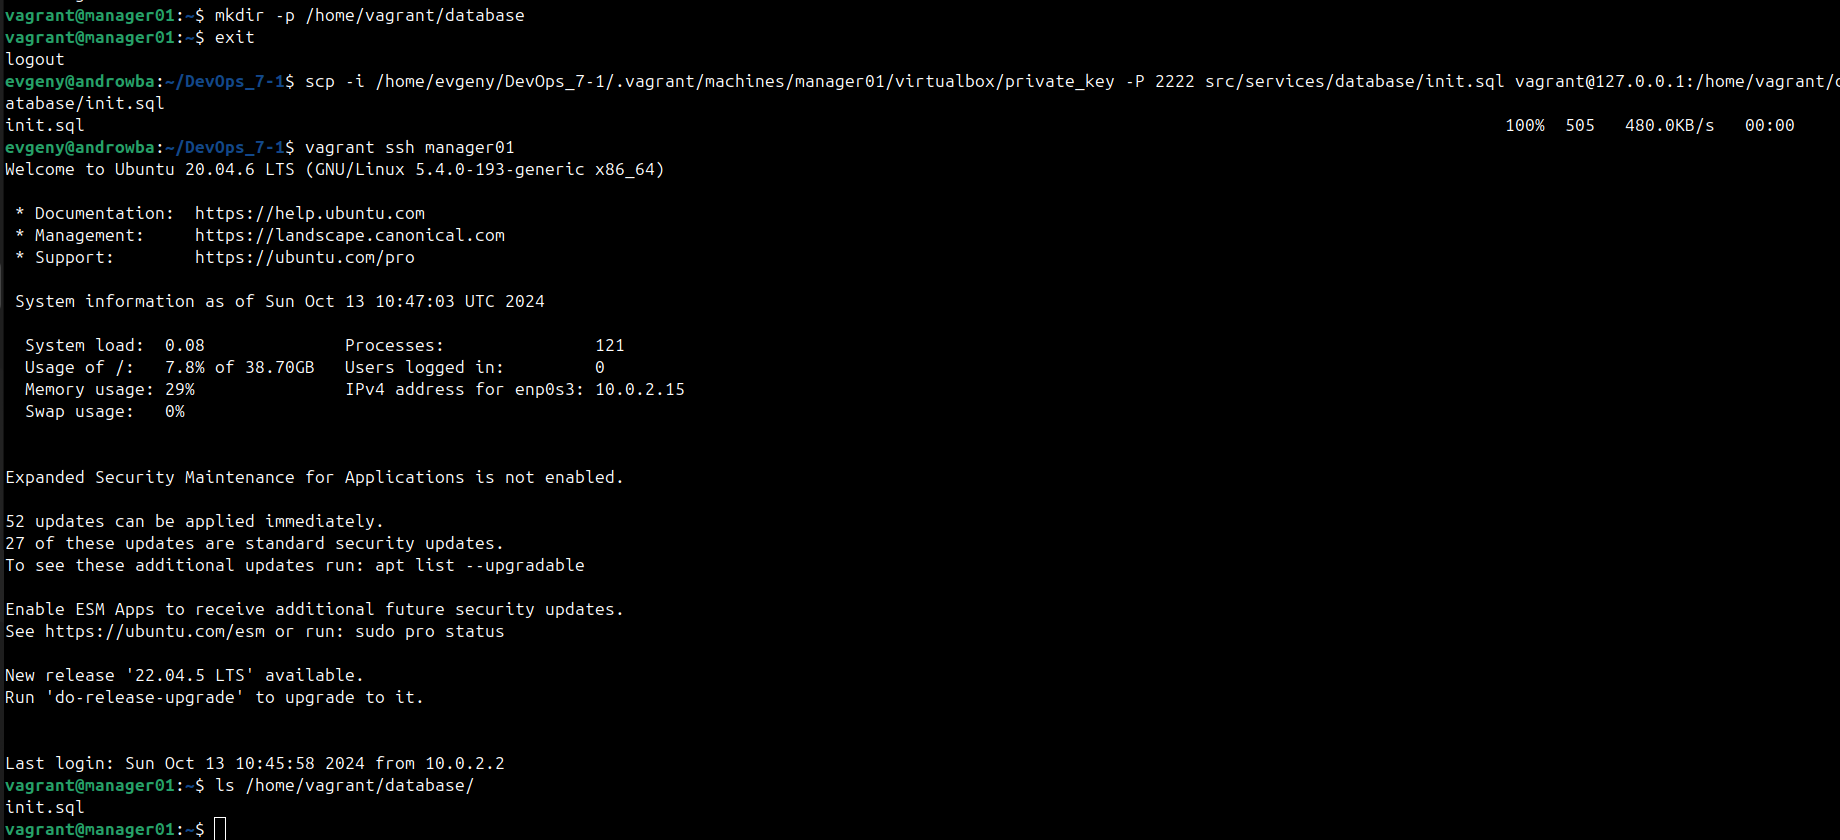 vagrant@manager01:~$ mkdir -p /home/vagrant/database
vagrant@manager01:~$ exit
logout
evgeny@androwba:~/DevOps_7-1$ scp -i /home/evgeny/DevOps_7-1/.vagrant/machines/manager01/virtualbox/private_key -P 2222 src/services/database/init.sql vagrant@127.0.0.1:/home/vagrant/d
atabase/init.sql
init.sql 100% 505 480.0KB/s 00:00
evgeny@androwba:~/DevOps_7-1$ vagrant ssh manager01
Welcome to Ubuntu 20.04.6 LTS (GNU/Linux 5.4.0-193-generic x86_64)
* Documentation: https://help.ubuntu.com
* Management: https://landscape.canonical.com
* Support: https://ubuntu.com/pro
System information as of Sun Oct 13 10:47:03 UTC 2024
System load: 0.08 Processes: 121
Usage of /: 7.8% of 38.70GB Users logged in: 0
Memory usage: 29% IPv4 address for enp0s3: 10.0.2.15
Swap usage: 0%
Expanded Security Maintenance for Applications is not enabled.
52 updates can be applied immediately.
27 of these updates are standard security updates.
To see these additional updates run: apt list --upgradable
Enable ESM Apps to receive additional future security updates.
See https://ubuntu.com/esm or run: sudo pro status
New release '22.04.5 LTS' available.
Run 'do-release-upgrade' to upgrade to it.
Last login: Sun Oct 13 10:45:58 2024 from 10.0.2.2
vagrant@manager01:~$ ls /home/vagrant/database/
init.sql
vagrant@manager01:~$